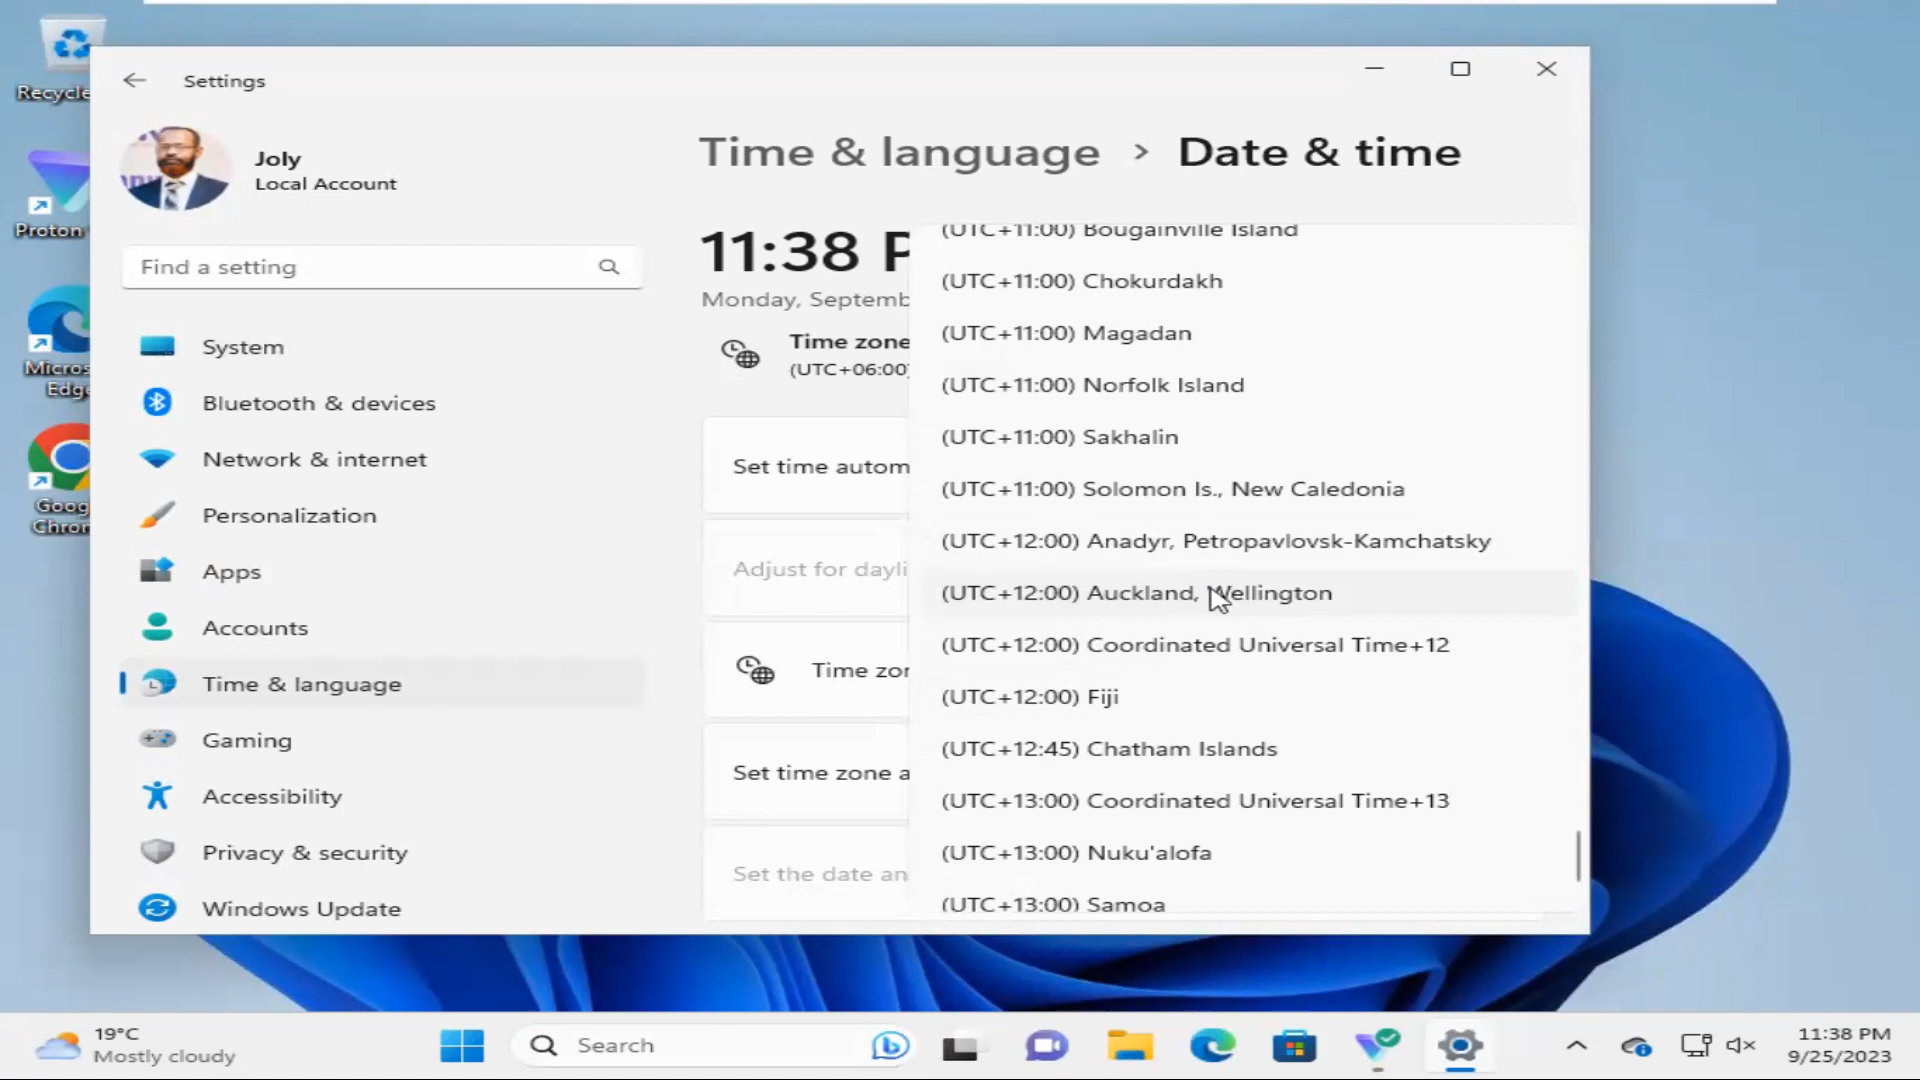 Recycle
Proton
Micros
Edge
Goog
Chron
Settings
Joly
Local Account
Find a setting
System
Bluetooth & devices
Network & internet
Personalization
Apps
Accounts
Time & language
Gaming
Accessibility
Privacy & security
Windows Update
Time & language > Date & time
11:38 P
Monday, Septemb
Time zone
(UTC+06:00)
Set time autom
Adjust for dayli
Time zor
Set time zone a
Set the date an
(UTC+11:00) Bougainville Island
(UTC+11:00) Chokurdakh
(UTC+11:00) Magadan
(UTC+11:00) Norfolk Island
(UTC+11:00) Sakhalin
(UTC+11:00) Solomon Is., New Caledonia
(UTC+12:00) Anadyr, Petropavlovsk-Kamchatsky
(UTC+12:00) Auckland, Wellington
(UTC+12:00) Coordinated Universal Time+12
(UTC+12:00) Fiji
(UTC+12:45) Chatham Islands
(UTC+13:00) Coordinated Universal Time+13
(UTC+13:00) Nuku'alofa
(UTC+13:00) Samoa
19°C
Mostly cloudy
Search
11:38 PM
9/25/2023